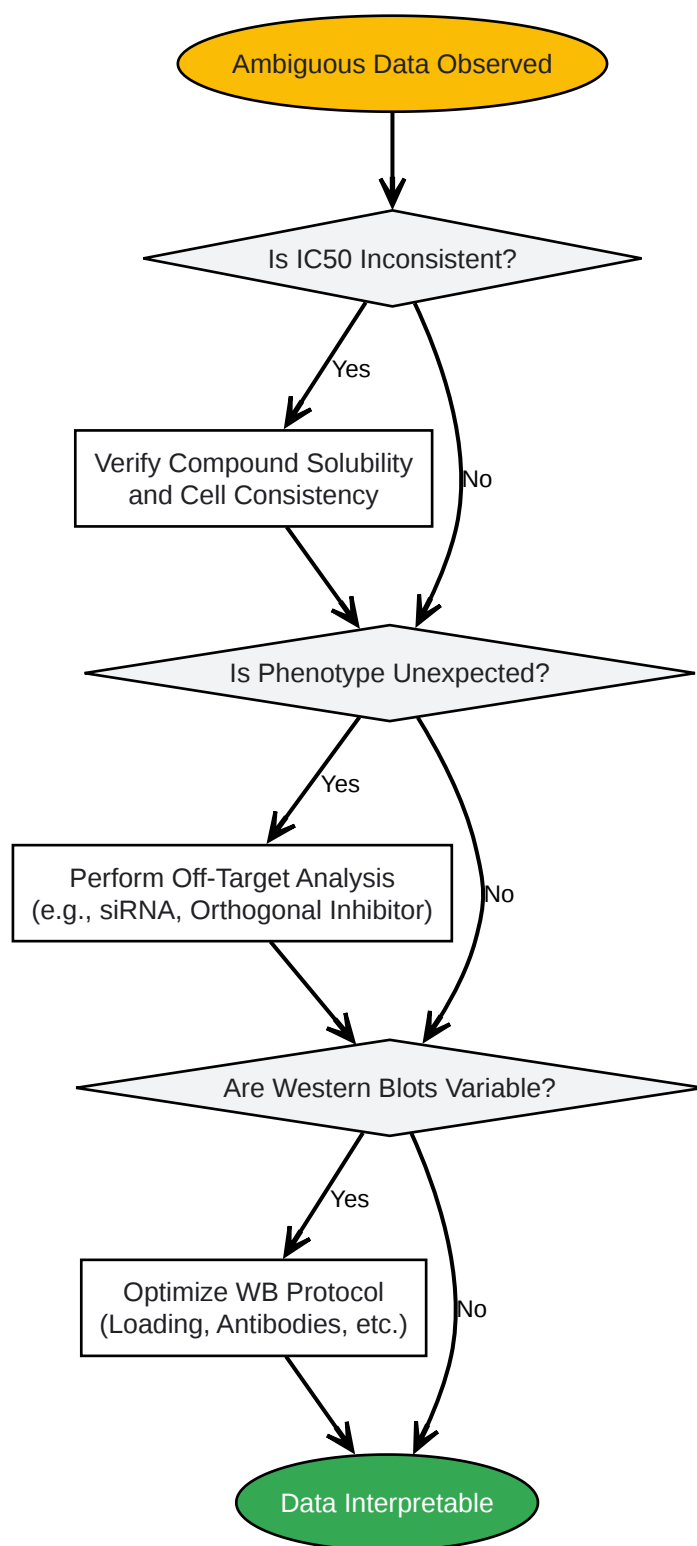 Ambiguous Data Observed
Is IC50 Inconsistent?
Yes
Verify Compound Solubility
and Cell Consistency
No
Is Phenotype Unexpected?
Yes
Perform Off-Target Analysis
(e.g., siRNA, Orthogonal Inhibitor)
No
Are Western Blots Variable?
Yes
Optimize WB Protocol
(Loading, Antibodies, etc.)
No
Data Interpretable